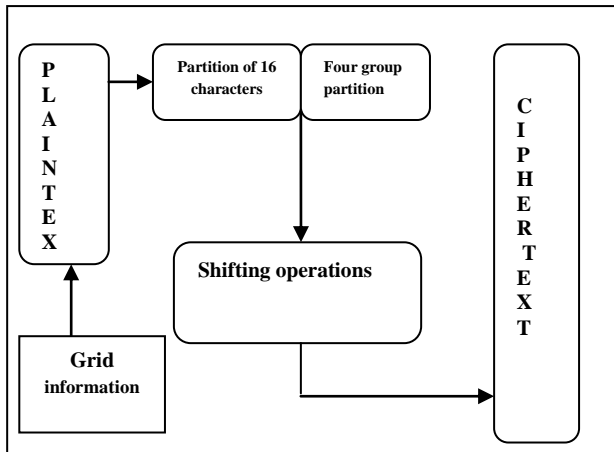 P
L
A
I
N
T
E
X
Partition of 16
characters
Four group
partition
Shifting operations
Grid
information
C
I
P
H
E
R
T
E
X
T